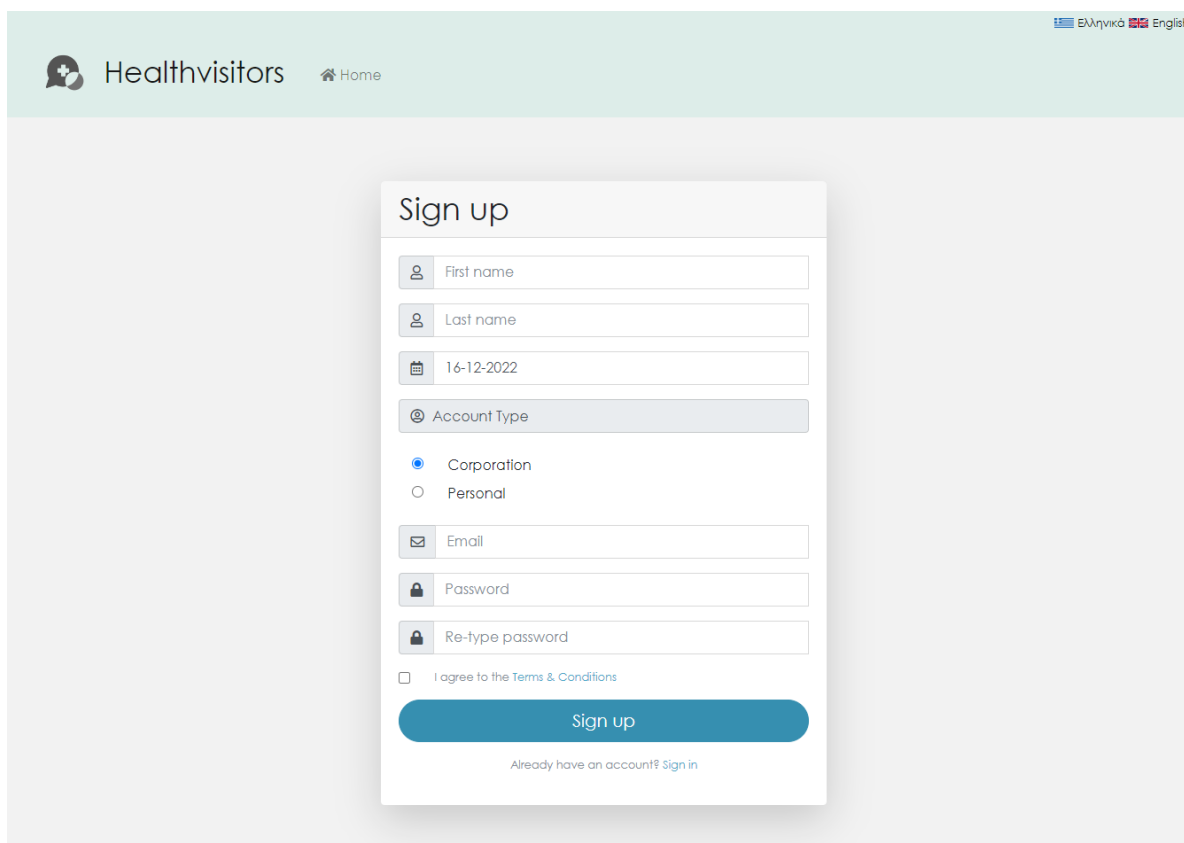 Ελληνικά English
Healthvisitors Home
Sign up
First name
Last name
16-12-2022
Account Type
Corporation
Personal
Email
Password
Re-type password
I agree to the Terms & Conditions
Sign up
Already have an account? Sign in